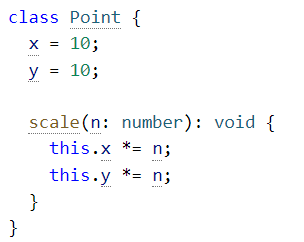 class Point {
  x = 10;
  y = 10;

  scale(n: number): void {
    this.x *= n;
    this.y *= n;
  }
}